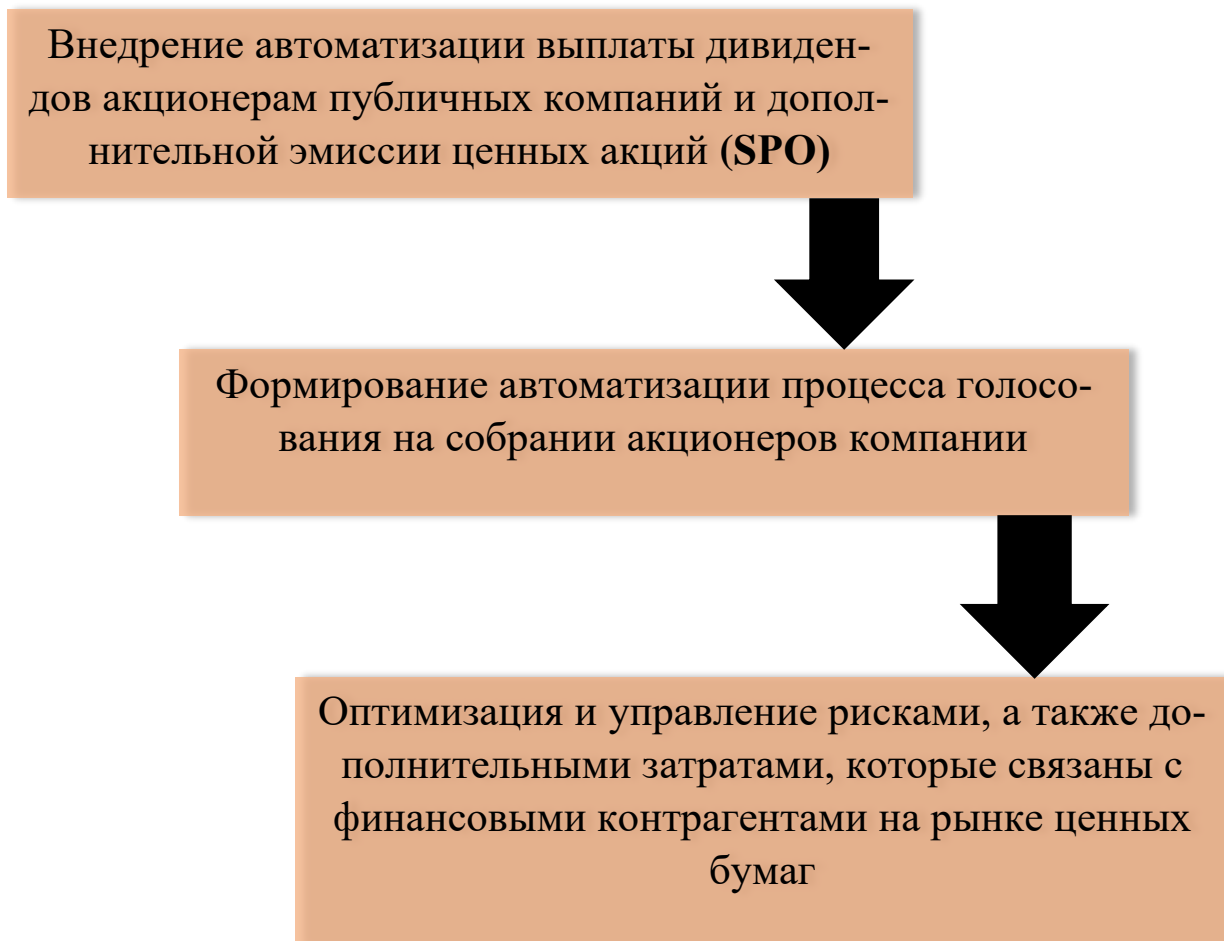 Внедрение автоматизации выплаты дивиден-
дов акционерам публичных компаний и допол-
нительной эмиссии ценных акций (SPO)
Формирование автоматизации процесса голосо-
вания на собрании акционеров компании
Оптимизация и управление рисками, а также до-
полнительными затратами, которые связаны с
финансовыми контрагентами на рынке ценных
бумаг